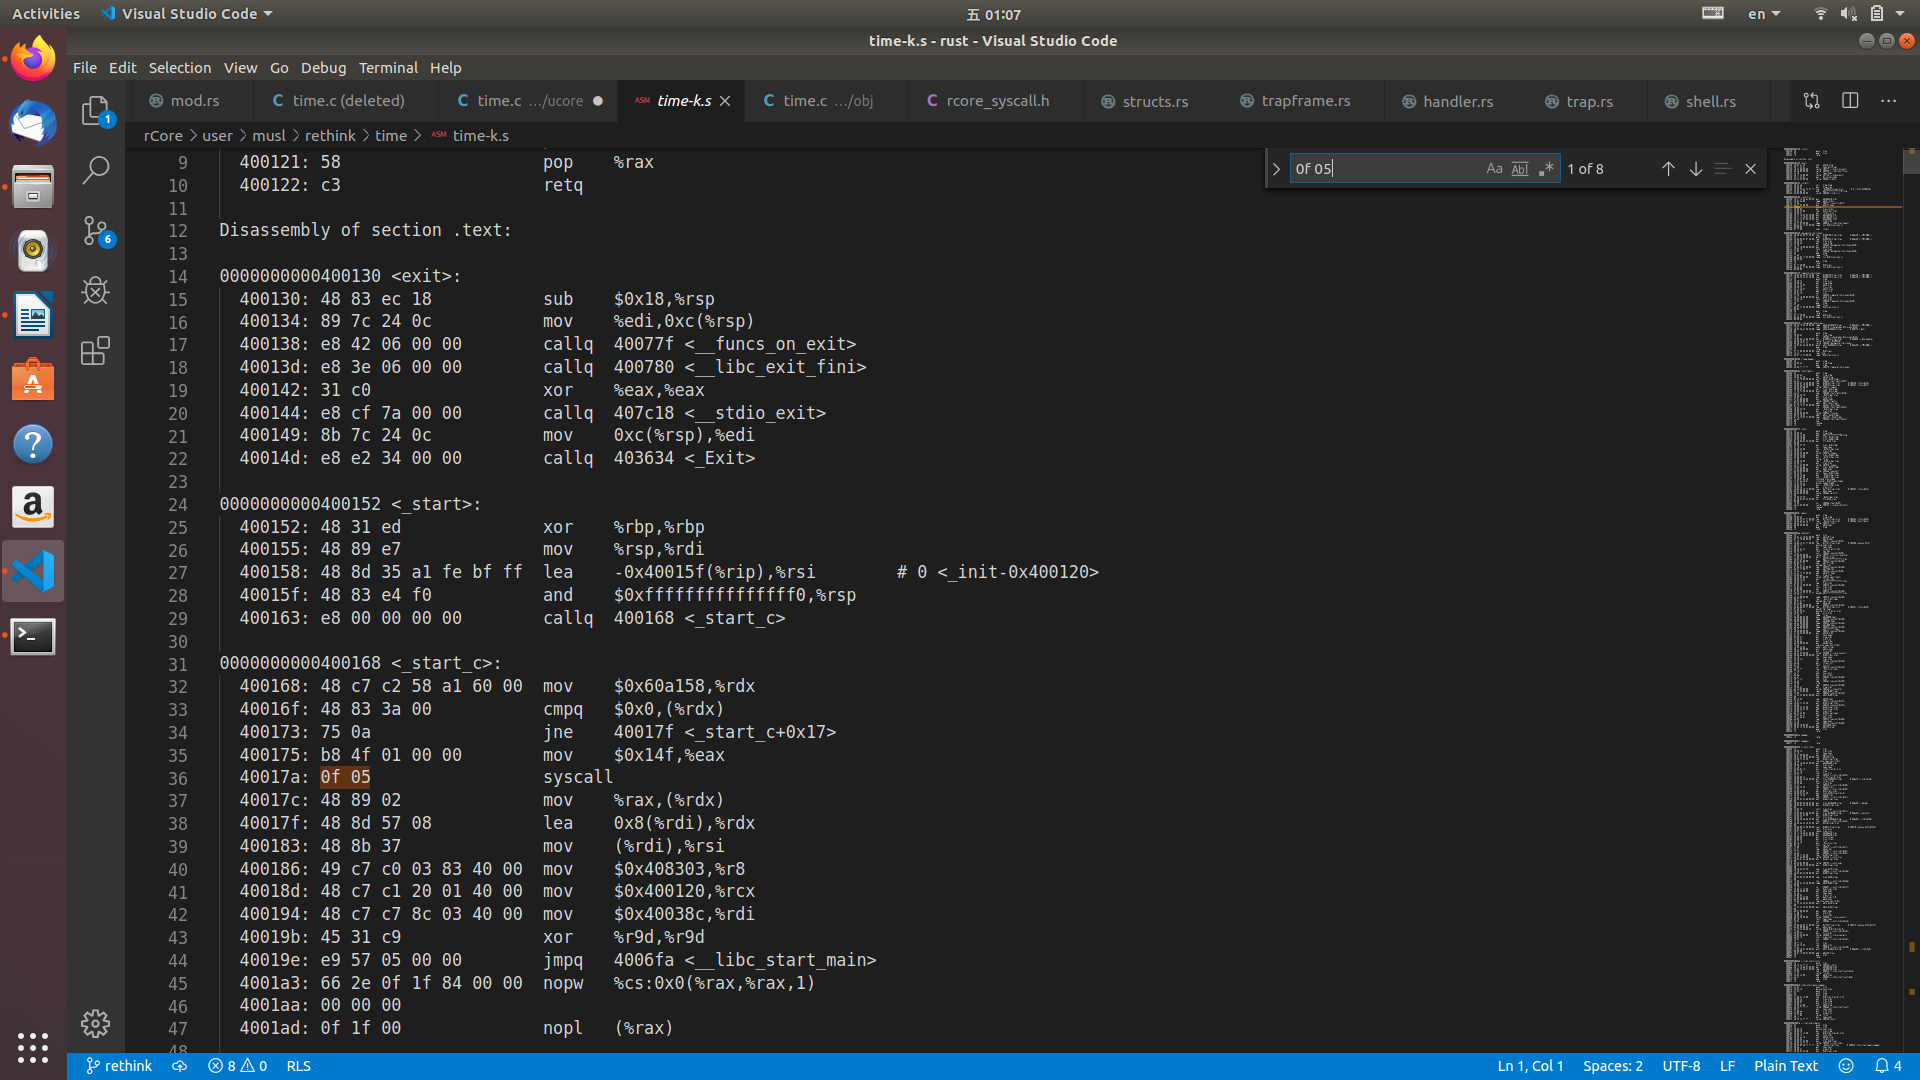 Activities Visual Studio Code 五 01:07 en
time-k.s - rust - Visual Studio Code
File Edit Selection View Go Debug Terminal Help
mod.rs C time.c (deleted) C time.c …/ucore ASM time-k.s C time.c …/obj C rcore_syscall.h structs.rs trapframe.rs handler.rs trap.rs shell.rs
rCore > user > musl > rethink > time > ASM time-k.s
0f 05 Aa Abl .* 1 of 8
1
6
9 400121: 58 pop %rax
10 400122: c3 retq
11
12 Disassembly of section .text:
13
14 0000000000400130 <exit>:
15 400130: 48 83 ec 18 sub $0x18,%rsp
16 400134: 89 7c 24 0c mov %edi,0xc(%rsp)
17 400138: e8 42 06 00 00 callq 40077f <__funcs_on_exit>
18 40013d: e8 3e 06 00 00 callq 400780 <__libc_exit_fini>
19 400142: 31 c0 xor %eax,%eax
20 400144: e8 cf 7a 00 00 callq 407c18 <__stdio_exit>
21 400149: 8b 7c 24 0c mov 0xc(%rsp),%edi
22 40014d: e8 e2 34 00 00 callq 403634 <_Exit>
23
24 0000000000400152 <_start>:
25 400152: 48 31 ed xor %rbp,%rbp
26 400155: 48 89 e7 mov %rsp,%rdi
27 400158: 48 8d 35 a1 fe bf ff lea -0x40015f(%rip),%rsi # 0 <_init-0x400120>
28 40015f: 48 83 e4 f0 and $0xfffffffffffffff0,%rsp
29 400163: e8 00 00 00 00 callq 400168 <_start_c>
30
31 0000000000400168 <_start_c>:
32 400168: 48 c7 c2 58 a1 60 00 mov $0x60a158,%rdx
33 40016f: 48 83 3a 00 cmpq $0x0,(%rdx)
34 400173: 75 0a jne 40017f <_start_c+0x17>
35 400175: b8 4f 01 00 00 mov $0x14f,%eax
36 40017a: 0f 05 syscall
37 40017c: 48 89 02 mov %rax,(%rdx)
38 40017f: 48 8d 57 08 lea 0x8(%rdi),%rdx
39 400183: 48 8b 37 mov (%rdi),%rsi
40 400186: 49 c7 c0 03 83 40 00 mov $0x408303,%r8
41 40018d: 48 c7 c1 20 01 40 00 mov $0x400120,%rcx
42 400194: 48 c7 c7 8c 03 40 00 mov $0x40038c,%rdi
43 40019b: 45 31 c9 xor %r9d,%r9d
44 40019e: e9 57 05 00 00 jmpq 4006fa <__libc_start_main>
45 4001a3: 66 2e 0f 1f 84 00 00 nopw %cs:0x0(%rax,%rax,1)
46 4001aa: 00 00 00
47 4001ad: 0f 1f 00 nopl (%rax)
48
rethink 8 0 RLS Ln 1, Col 1 Spaces: 2 UTF-8 LF Plain Text 4